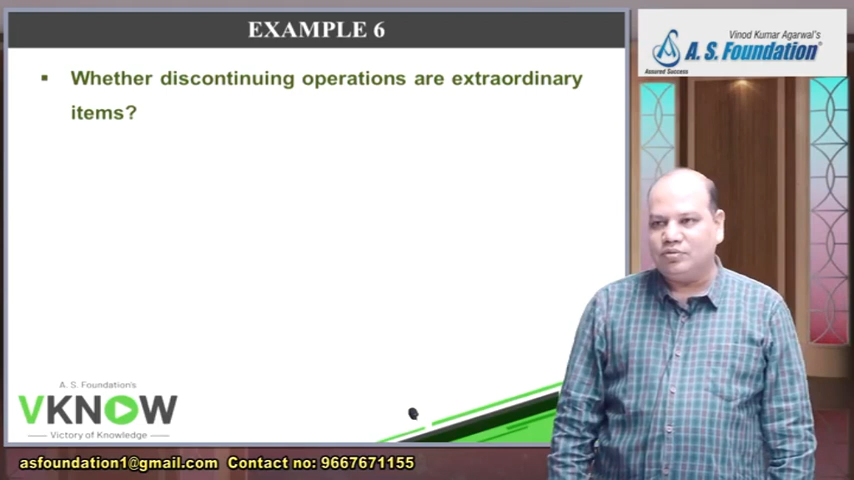 EXAMPLE 6
▪ Whether discontinuing operations are extraordinary
items?
Vinod Kumar Agarwal's
A. S. Foundation®
Assured Success
A. S. Foundation's
VKNOW
Victory of Knowledge
asfoundation1@gmail.com Contact no: 9667671155